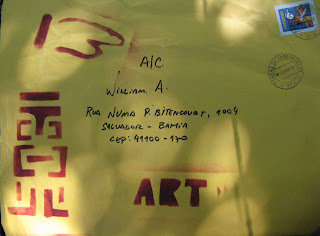 A/C
WILLIAM A.
RUA NUMA P. BITENCOURT, 1004
SALVADOR - BAHIA
CEP: 41100-170
ART